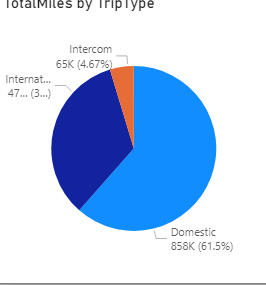 TotalMiles by TripType
Intercom
65K (4.67%)
Internat...
47... (3...)
Domestic
858K (61.5%)